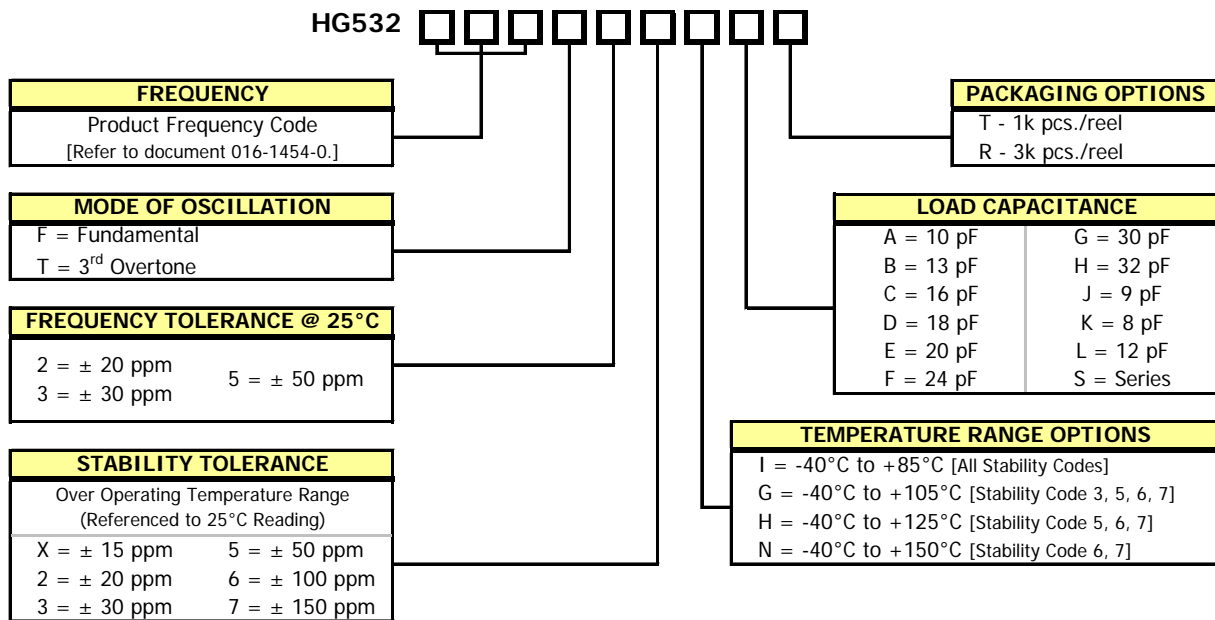 HG532
FREQUENCY
Product Frequency Code
[Refer to document 016-1454-0.]
MODE OF OSCILLATION
F = Fundamental
T = 3rd Overtone
FREQUENCY TOLERANCE @ 25°C
2 = ± 20 ppm
3 = ± 30 ppm
5 = ± 50 ppm
STABILITY TOLERANCE
Over Operating Temperature Range
(Referenced to 25°C Reading)
X = ± 15 ppm
2 = ± 20 ppm
3 = ± 30 ppm
5 = ± 50 ppm
6 = ± 100 ppm
7 = ± 150 ppm
PACKAGING OPTIONS
T - 1k pcs./reel
R - 3k pcs./reel
LOAD CAPACITANCE
A = 10 pF
B = 13 pF
C = 16 pF
D = 18 pF
E = 20 pF
F = 24 pF
G = 30 pF
H = 32 pF
J = 9 pF
K = 8 pF
L = 12 pF
S = Series
TEMPERATURE RANGE OPTIONS
I = -40°C to +85°C [All Stability Codes]
G = -40°C to +105°C [Stability Code 3, 5, 6, 7]
H = -40°C to +125°C [Stability Code 5, 6, 7]
N = -40°C to +150°C [Stability Code 6, 7]